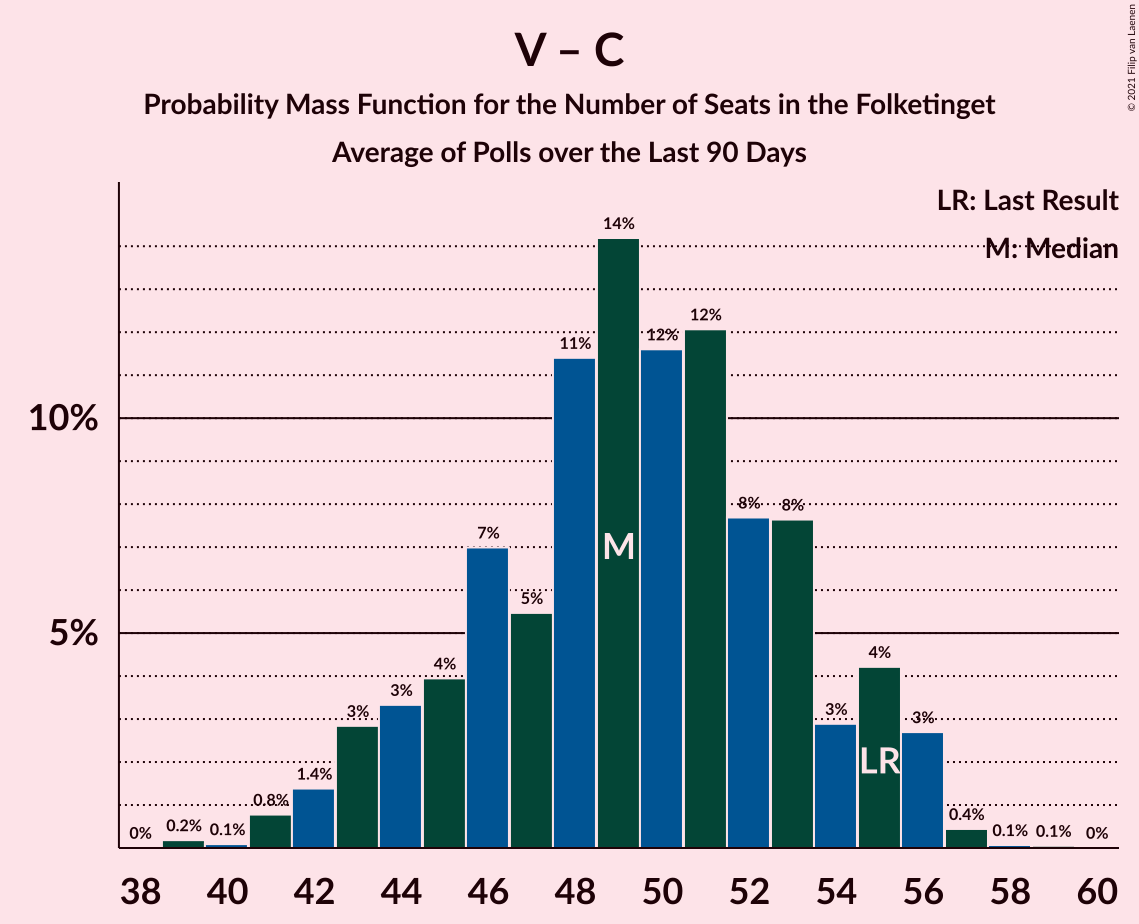 V – C
Probability Mass Function for the Number of Seats in the Folketinget
Average of Polls over the Last 90 Days
© 2021 Filip van Laenen
LR: Last Result
M: Median
10%
5%
0%
0.2%
0.1%
0.8%
1.4%
3%
3%
4%
7%
5%
11%
14%
12%
12%
8%
8%
3%
4%
3%
0.4%
0.1%
0.1%
0%
M
LR
38 40 42 44 46 48 50 52 54 56 58 60